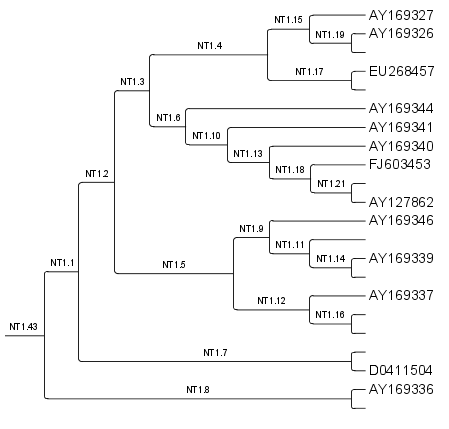 NT1.15 AY169327
NT1.19 AY169326
NT1.4
NT1.17 EU268457
NT1.3
AY169344
NT1.6
AY169341
NT1.10
AY169340
NT1.13
FJ603453
NT1.18
NT1.2
NT1.21
AY127862
AY169346
NT1.9
NT1.11
NT1.1 NT1.5 NT1.14 AY169339
AY169337
NT1.12
NT1.16
NT1.43
NT1.7
D0411504
NT1.8 AY169336